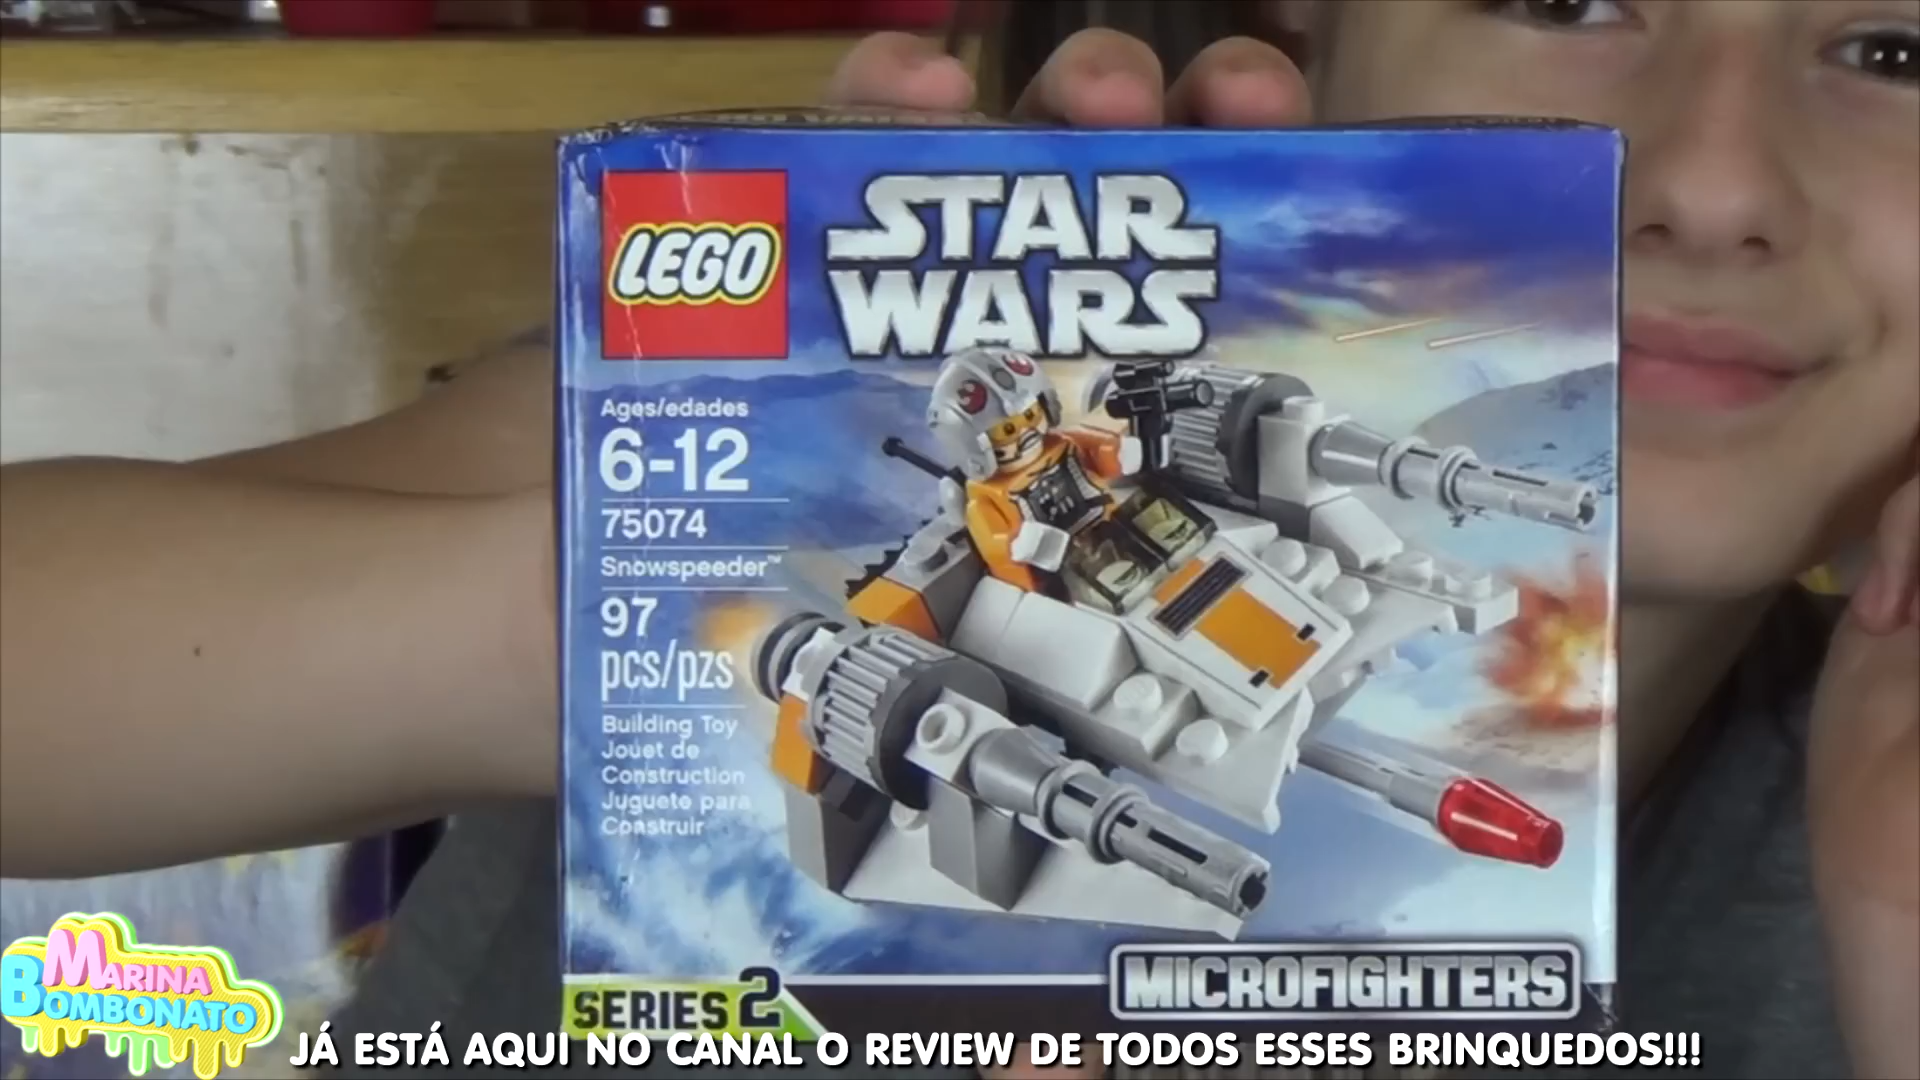 LEGO
STAR
WARS
Ages/edades
6-12
75074
Snowspeeder™
97
pcs/pzs
Building Toy
Jouet de
Construction
Juguete para
Construir
SERIES 2
MICROFIGHTERS
MARINA
BOMBONATO
JÁ ESTÁ AQUI NO CANAL O REVIEW DE TODOS ESSES BRINQUEDOS!!!